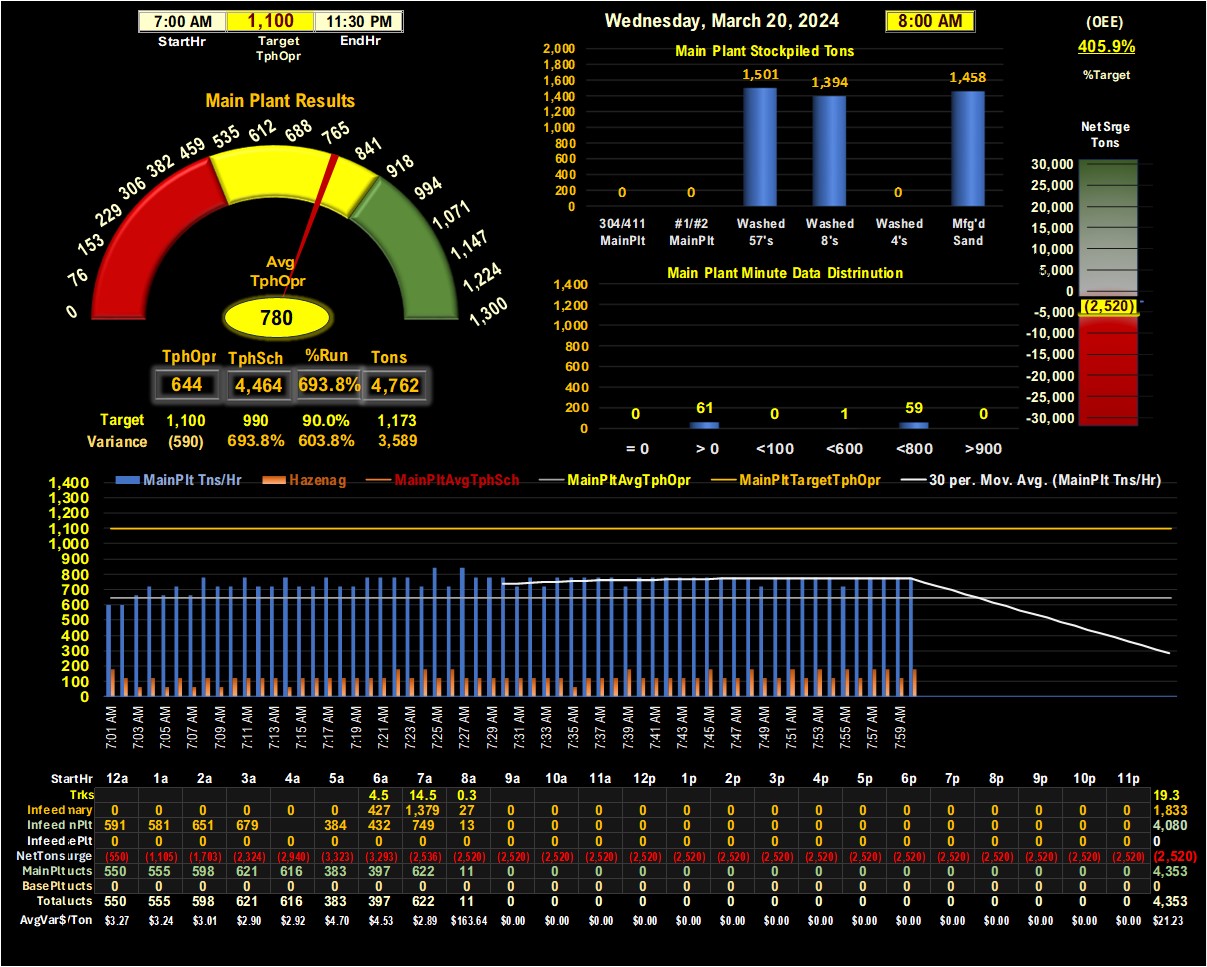 7:00 AM 1,100 11:30 PM
StartHr Target TphOpr EndHr
Wednesday, March 20, 2024 8:00 AM
(OEE)
405.9%
%Target
Main Plant Stockpiled Tons
2,000
1,800
1,600
1,400
1,200
1,000
800
600
400
200
0
0 0 1,501 1,394 0 1,458
304/411 #1/#2 Washed Washed Washed Mfg'd
MainPlt MainPlt 57's 8's 4's Sand
Main Plant Results
0 76 153 229 306 382 459 535 612 688 765 841 918 994 1,071 1,147 1,224 1,300
Avg
TphOpr
780
TphOpr TphSch %Run Tons
644 4,464 693.8% 4,762
Target 1,100 990 90.0% 1,173
Variance (590) 693.8% 603.8% 3,589
Main Plant Minute Data Distrinution
1,400
1,200
1,000
800
600
400
200
0
0 61 0 1 59 0
= 0 > 0 <100 <600 <800 >900
Net Srge
Tons
30,000
25,000
20,000
15,000
10,000
5,000
0
-5,000
-10,000
-15,000
-20,000
-25,000
-30,000
(2,520)
MainPlt Tns/Hr Hazenag MainPltAvgTphSch MainPltAvgTphOpr MainPltTargetTphOpr 30 per. Mov. Avg. (MainPlt Tns/Hr)
1,400
1,300
1,200
1,100
1,000
900
800
700
600
500
400
300
200
100
0
7:01 AM 7:03 AM 7:05 AM 7:07 AM 7:09 AM 7:11 AM 7:13 AM 7:15 AM 7:17 AM 7:19 AM 7:21 AM 7:23 AM 7:25 AM 7:27 AM 7:29 AM 7:31 AM 7:33 AM 7:35 AM 7:37 AM 7:39 AM 7:41 AM 7:43 AM 7:45 AM 7:47 AM 7:49 AM 7:51 AM 7:53 AM 7:55 AM 7:57 AM 7:59 AM
StartHr 12a 1a 2a 3a 4a 5a 6a 7a 8a 9a 10a 11a 12p 1p 2p 3p 4p 5p 6p 7p 8p 9p 10p 11p
Trks 4.5 14.5 0.3 19.3
Infeed nary 0 0 0 0 0 0 427 1,379 27 0 0 0 0 0 0 0 0 0 0 0 0 0 0 0 1,833
Infeed nPlt 591 581 651 679 384 432 749 13 0 0 0 0 0 0 0 0 0 0 0 0 0 0 0 4,080
Infeed ePlt 0 0 0 0 0 0 0 0 0 0 0 0 0 0 0 0 0 0 0 0 0 0 0 0 0
NetTons urge (550) (1,105) (1,703) (2,324) (2,940) (3,323) (3,293) (2,536) (2,520) (2,520) (2,520) (2,520) (2,520) (2,520) (2,520) (2,520) (2,520) (2,520) (2,520) (2,520) (2,520) (2,520) (2,520) (2,520) (2,520)
MainPlt ucts 550 555 598 621 616 383 397 622 11 0 0 0 0 0 0 0 0 0 0 0 0 0 0 0 4,353
BasePlt ucts 0 0 0 0 0 0 0 0 0 0 0 0 0 0 0 0 0 0 0 0 0 0 0 0 0
Total ucts 550 555 598 621 616 383 397 622 11 0 0 0 0 0 0 0 0 0 0 0 0 0 0 0 4,353
AvgVar$/Ton $3.27 $3.24 $3.01 $2.90 $2.92 $4.70 $4.53 $2.89 $163.64 $0.00 $0.00 $0.00 $0.00 $0.00 $0.00 $0.00 $0.00 $0.00 $0.00 $0.00 $0.00 $0.00 $0.00 $0.00 $21.23